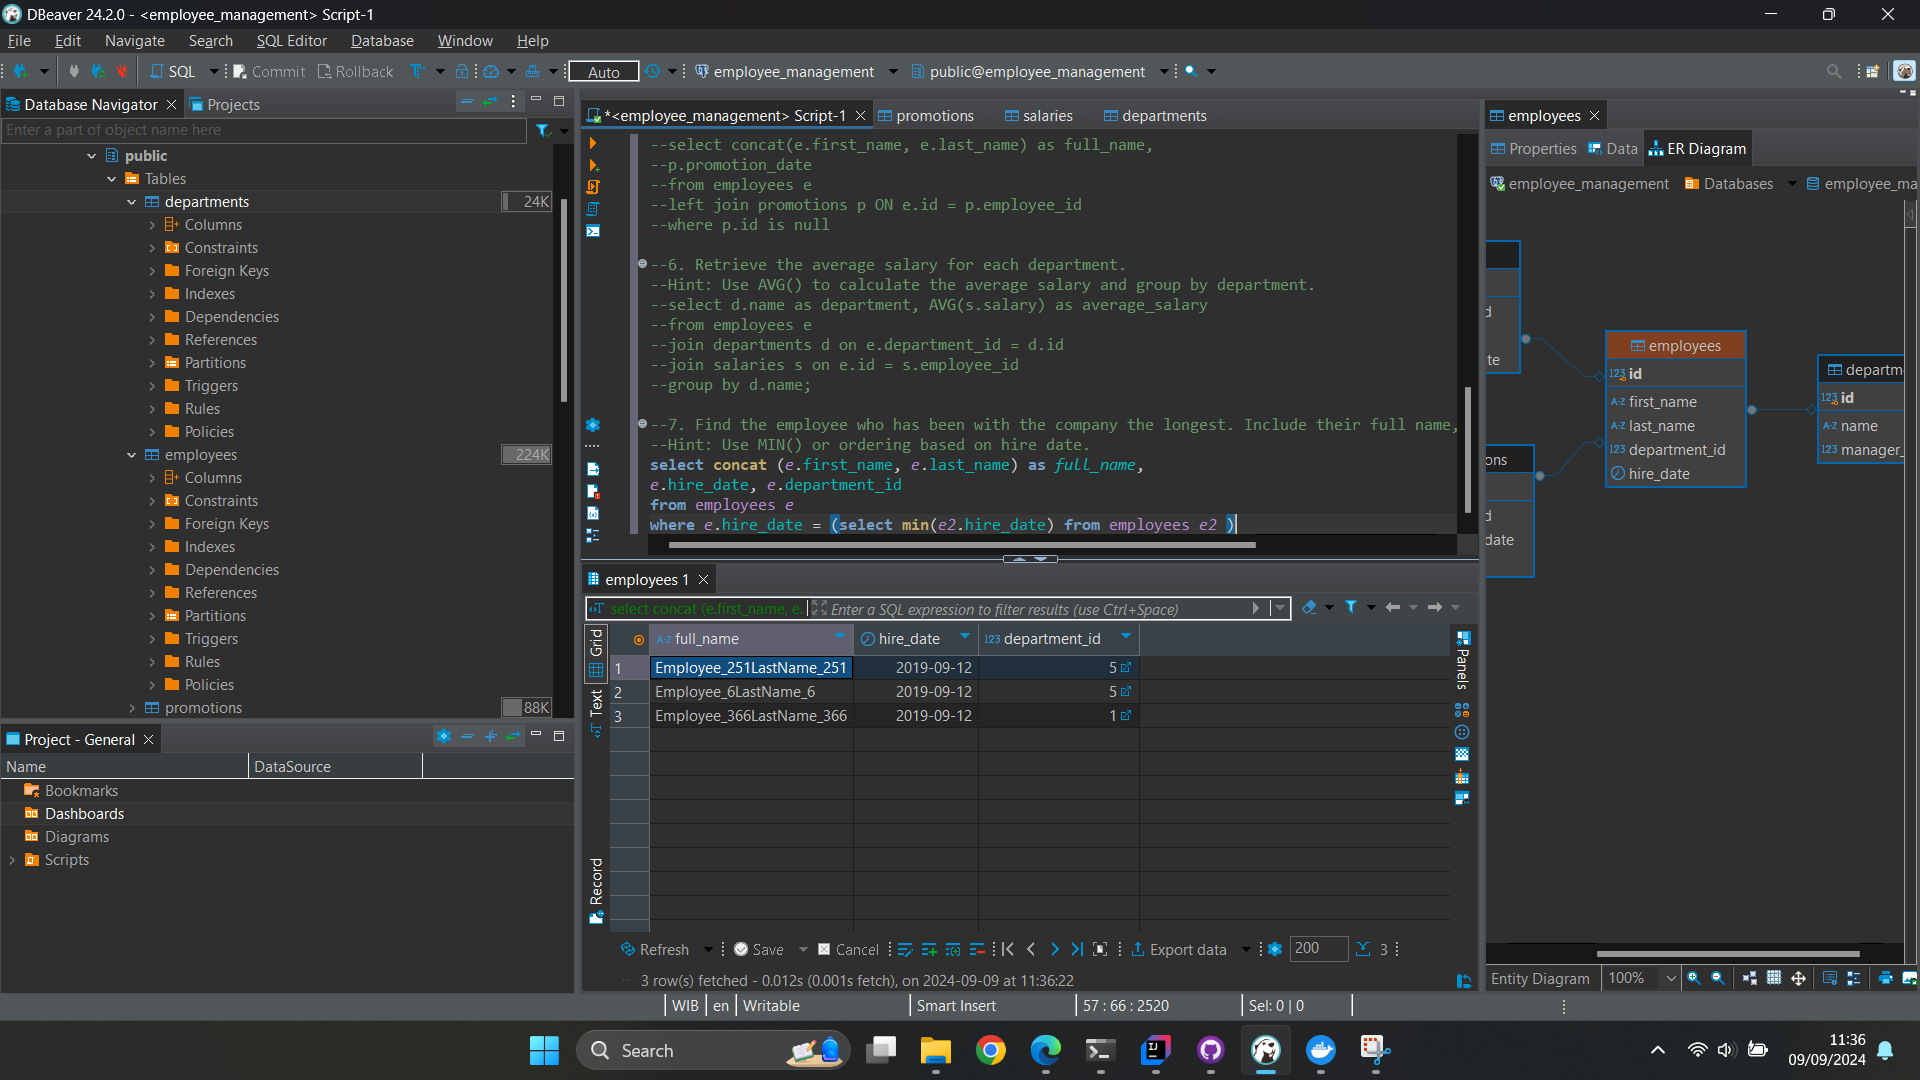 DBeaver 24.2.0 - <employee_management> Script-1
File Edit Navigate Search SQL Editor Database Window Help
SQL Commit Rollback Auto employee_management public@employee_management
Database Navigator Projects
Enter a part of object name here
public
Tables
departments 24K
Columns
Constraints
Foreign Keys
Indexes
Dependencies
References
Partitions
Triggers
Rules
Policies
employees 224K
Columns
Constraints
Foreign Keys
Indexes
Dependencies
References
Partitions
Triggers
Rules
Policies
promotions 88K
Project - General
Name DataSource
Bookmarks
Dashboards
Diagrams
Scripts
*<employee_management> Script-1 promotions salaries departments
--select concat(e.first_name, e.last_name) as full_name,
--p.promotion_date
--from employees e
--left join promotions p ON e.id = p.employee_id
--where p.id is null
--6. Retrieve the average salary for each department.
--Hint: Use AVG() to calculate the average salary and group by department.
--select d.name as department, AVG(s.salary) as average_salary
--from employees e
--join departments d on e.department_id = d.id
--join salaries s on e.id = s.employee_id
--group by d.name;
--7. Find the employee who has been with the company the longest. Include their full name,
--Hint: Use MIN() or ordering based on hire date.
select concat (e.first_name, e.last_name) as full_name,
e.hire_date, e.department_id
from employees e
where e.hire_date = (select min(e2.hire_date) from employees e2 )
employees 1
select concat (e.first_name, e. Enter a SQL expression to filter results (use Ctrl+Space)
Grid
Text
Record
Panels
full_name hire_date 123 department_id
1 Employee_251LastName_251 2019-09-12 5
2 Employee_6LastName_6 2019-09-12 5
3 Employee_366LastName_366 2019-09-12 1
Refresh Save Cancel Export data 200 3
3 row(s) fetched - 0.012s (0.001s fetch), on 2024-09-09 at 11:36:22
employees
Properties Data ER Diagram
employee_management Databases employee_ma
d
te
ons
d
date
employees
123 id
A-Z first_name
A-Z last_name
123 department_id
hire_date
departm
123 id
A-Z name
123 manager_
Entity Diagram 100%
WIB en Writable Smart Insert 57 : 66 : 2520 Sel: 0 | 0
Search
11:36
09/09/2024